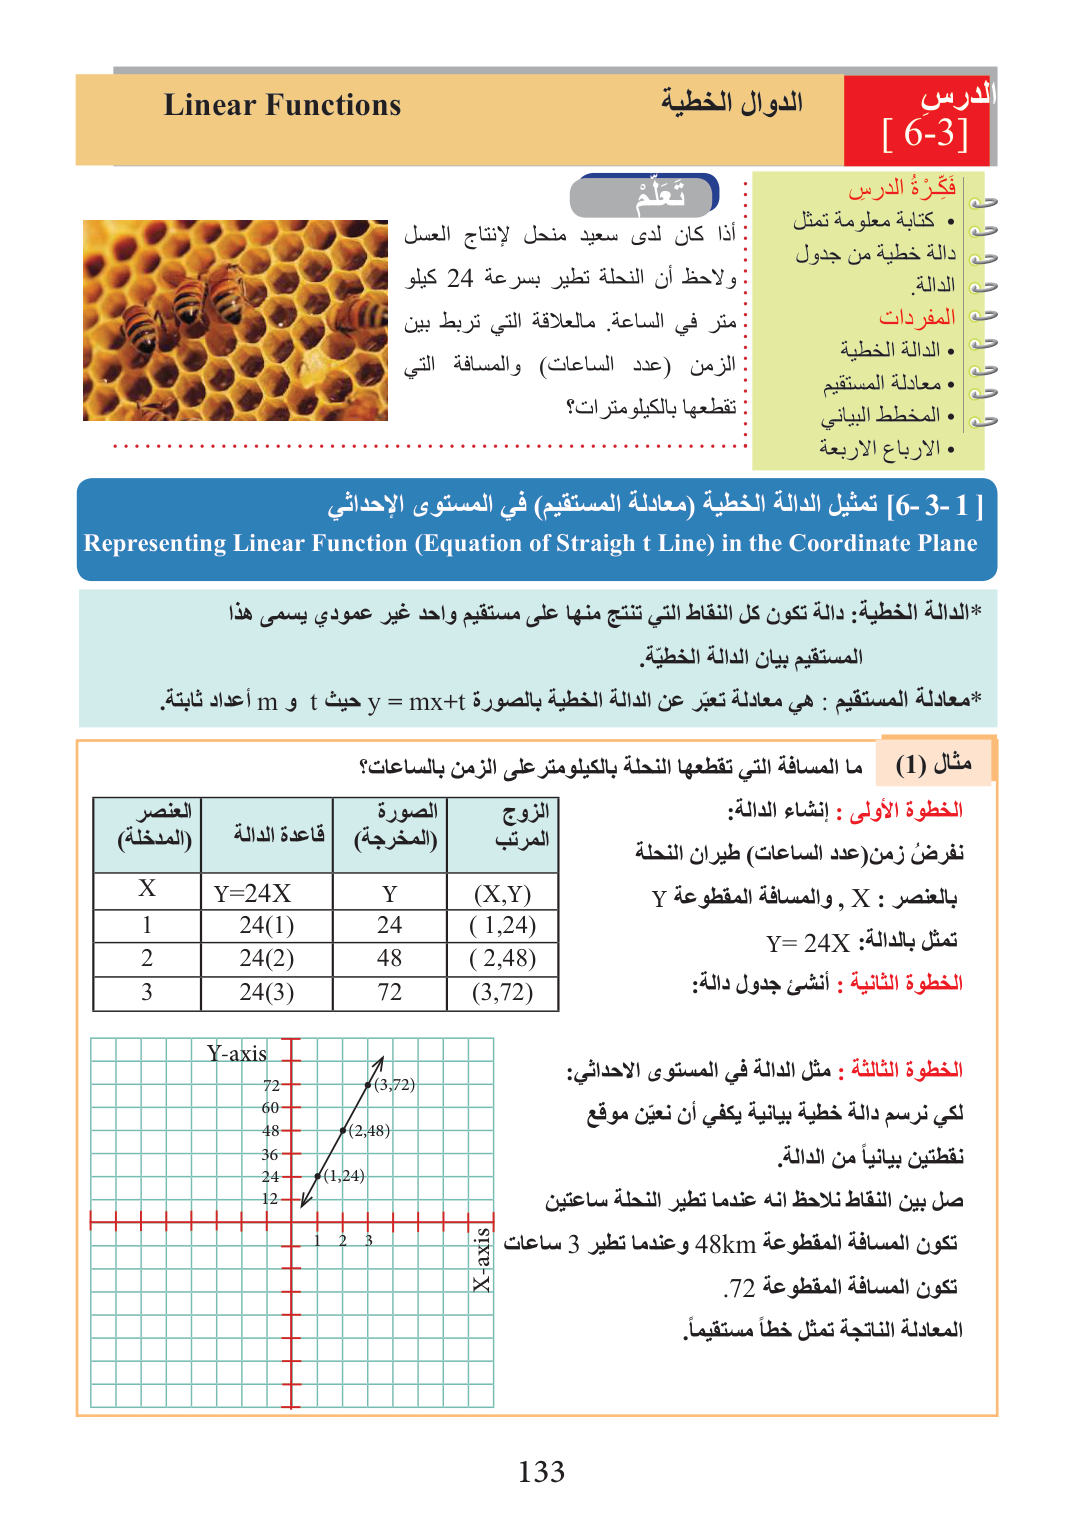 الدرسِ
[6-3 ]
الدوال الخطية
Linear Functions
فَكِّـرْةُ الدرسِ
• كتابة معلومة تمثل
دالة خطية من جدول
الدالة.
المفردات
• الدالة الخطية
• معادلة المستقيم
• المخطط البياني
• الارباع الاربعة
تَعَلَّمْ
أذا كان لدى سعيد منحل لإنتاج العسل
ولاحظ أن النحلة تطير بسرعة 24 كيلو
متر في الساعة. مالعلاقة التي تربط بين
الزمن (عدد الساعات) والمسافة التي
تقطعها بالكيلومترات؟
[6- 3- 1 ] تمثيل الدالة الخطية (معادلة المستقيم) في المستوى الإحداثي
Representing Linear Function (Equation of Straigh t Line) in the Coordinate Plane
*الدالة الخطية: دالة تكون كل النقاط التي تنتج منها على مستقيم واحد غير عمودي يسمى هذا
المستقيم بيان الدالة الخطيّة.
*معادلة المستقيم : هي معادلة تعبّر عن الدالة الخطية بالصورة y = mx+t حيث t و m أعداد ثابتة.
مثال (1) ما المسافة التي تقطعها النحلة بالكيلومترعلى الزمن بالساعات؟
الخطوة الأولى : إنشاء الدالة:
نفرضُ زمن(عدد الساعات) طيران النحلة
بالعنصر : X , والمسافة المقطوعة Y
تمثل بالدالة: Y= 24X
الخطوة الثانية : أنشئ جدول دالة:
العنصر (المدخلة) قاعدة الدالة الصورة (المخرجة) الزوج المرتب
X Y=24X Y (X,Y)
1 24(1) 24 ( 1,24)
2 24(2) 48 ( 2,48)
3 24(3) 72 (3,72)
الخطوة الثالثة : مثل الدالة في المستوى الاحداثي:
لكي نرسم دالة خطية بيانية يكفي أن نعيّن موقع
نقطتين بيانياً من الدالة.
صل بين النقاط نلاحظ انه عندما تطير النحلة ساعتين
تكون المسافة المقطوعة 48km وعندما تطير 3 ساعات
تكون المسافة المقطوعة 72.
المعادلة الناتجة تمثل خطاً مستقيماً.
Y-axis
72 (3,72)
60
48 (2,48)
36
24 (1,24)
12
1 2 3
X-axis
133